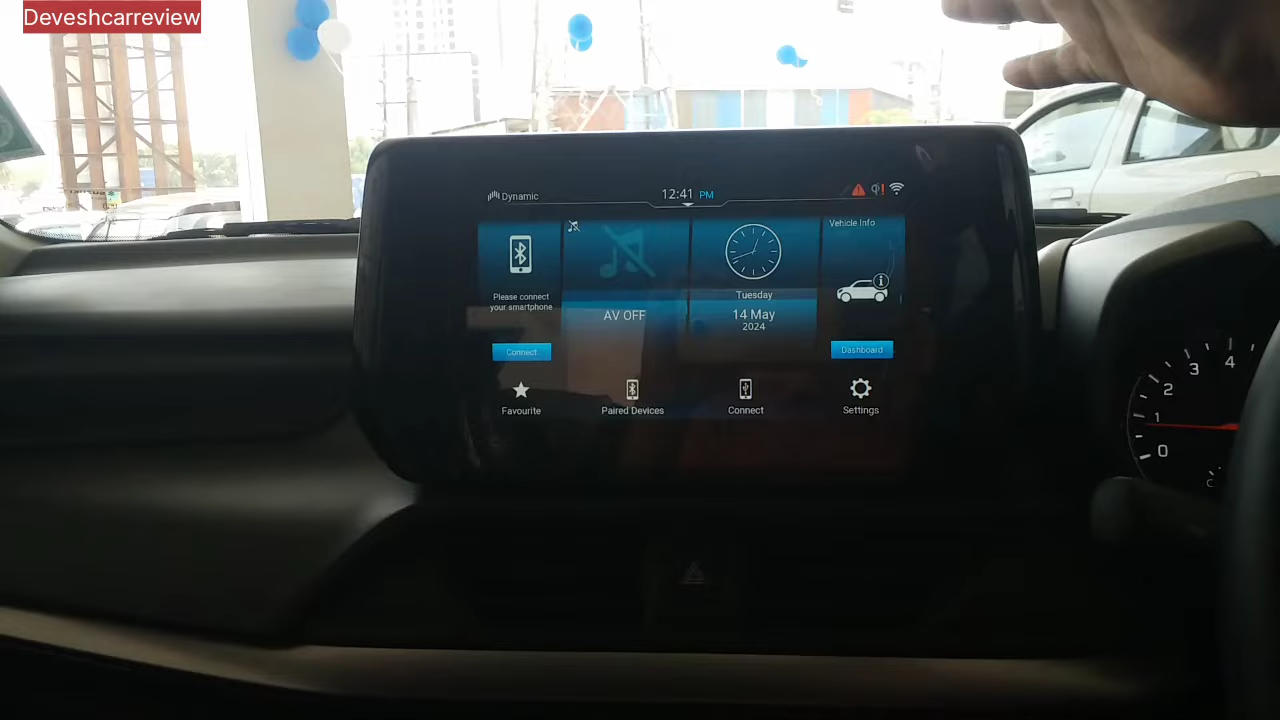 Deveshcarreview
Dynamic
12:41 PM
Please connect
your smartphone
Connect
AV OFF
Tuesday
14 May
2024
Vehicle Info
Dashboard
Favourite
Paired Devices
Connect
Settings
0
1
2
3
4
C